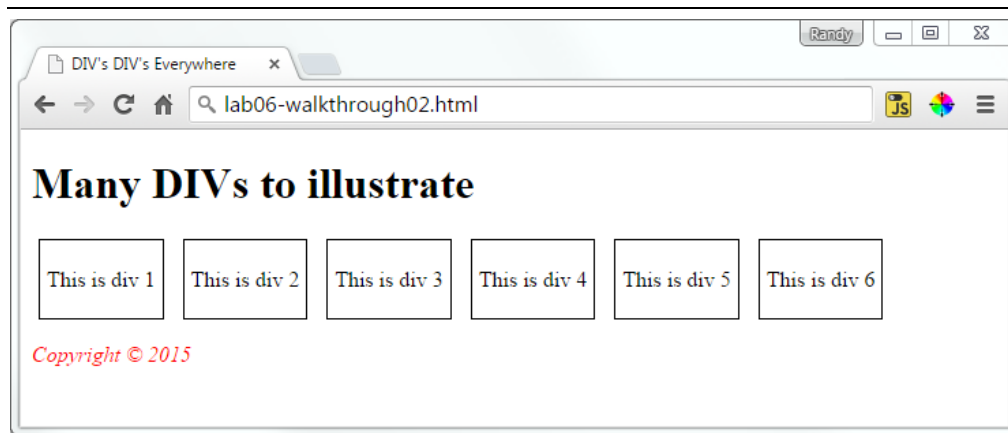 Randy
DIV's DIV's Everywhere
lab06-walkthrough02.html
JS
Many DIVs to illustrate
This is div 1 This is div 2 This is div 3 This is div 4 This is div 5 This is div 6
Copyright © 2015